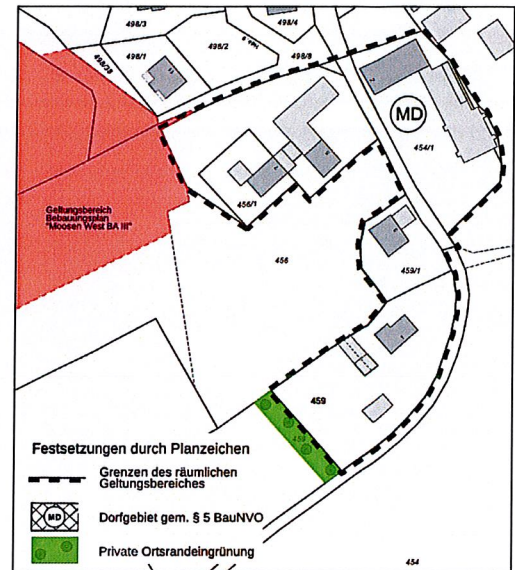 498/3
498/4
498/1
498/2
498/8
MD
454/1
456/1
Geltungsbereich
Bebauungsplan
"Moosen West BA III"
456
459/1
459
459
Festsetzungen durch Planzeichen
Grenzen des räumlichen
Geltungsbereiches
MD Dorfgebiet gem. § 5 BauNVO
Private Ortsrandeingrünung
454